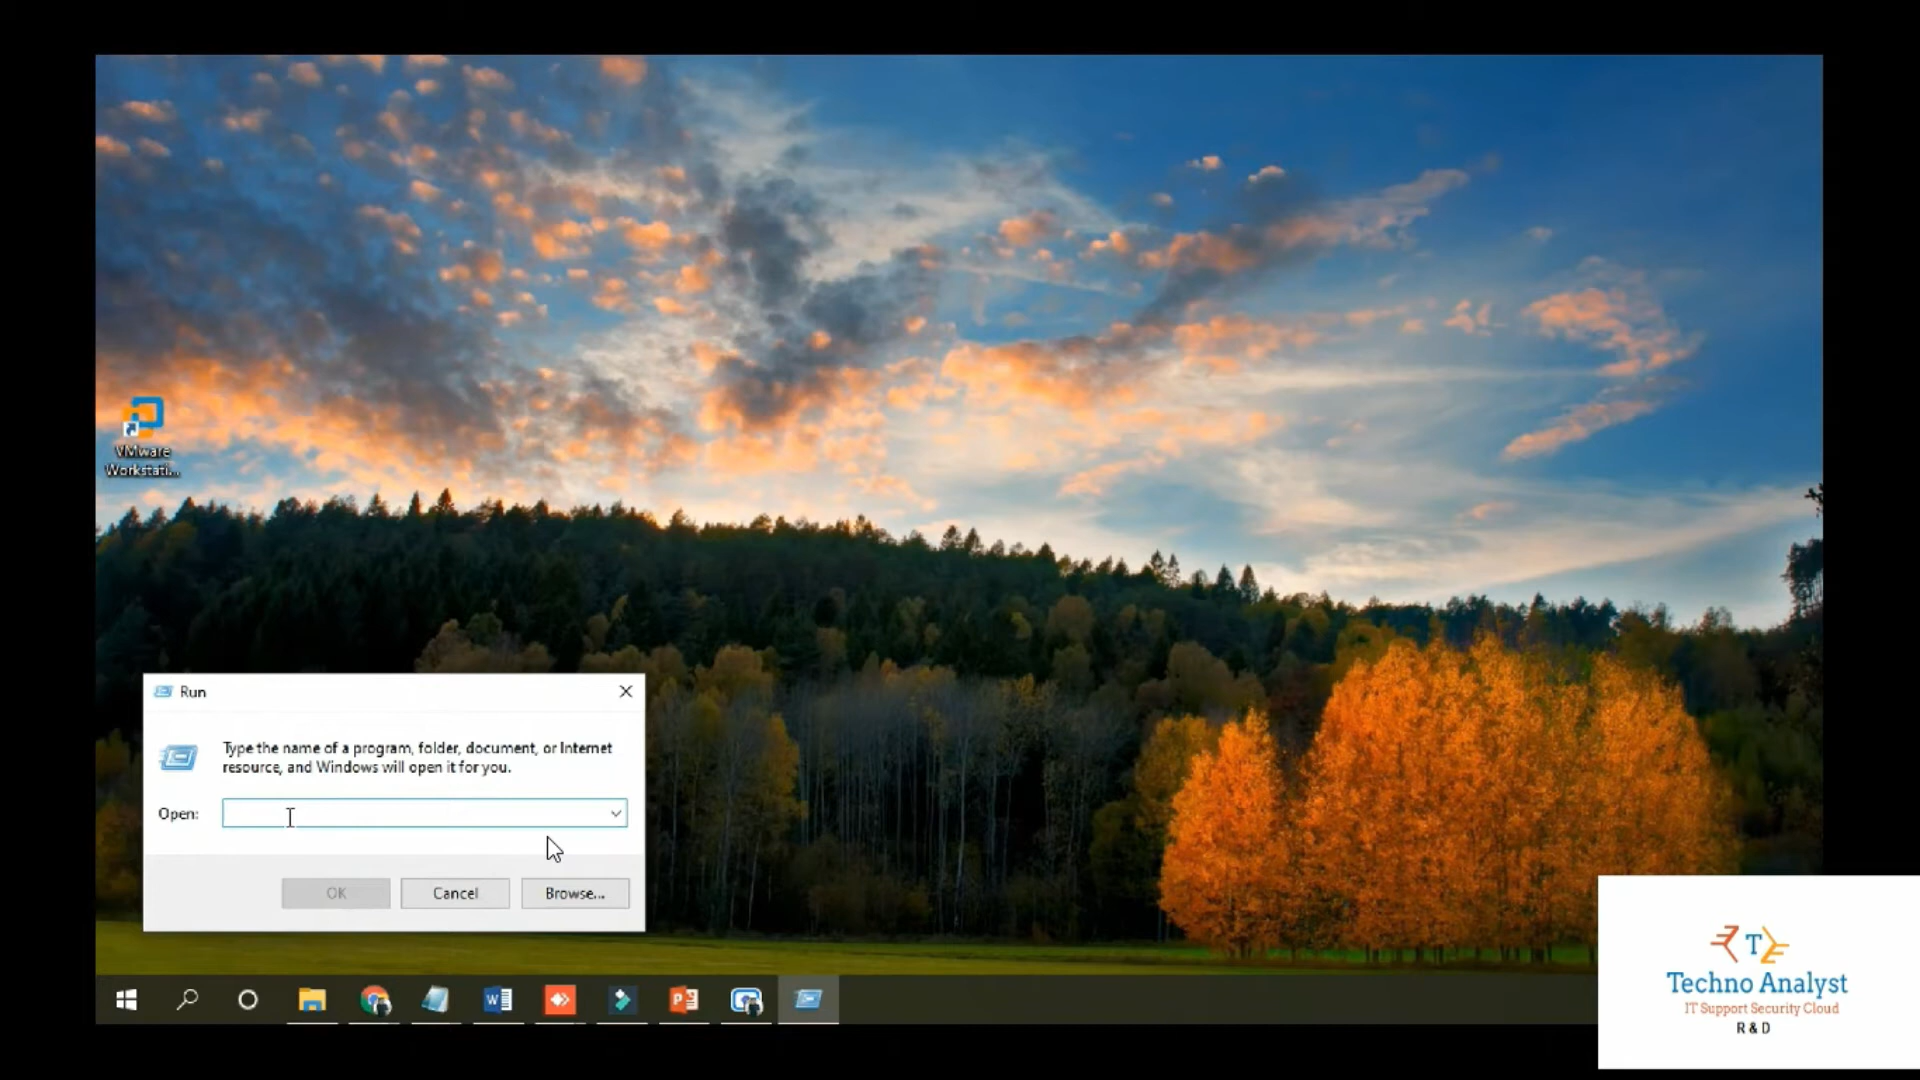 VMware
Workstati...
Run
Type the name of a program, folder, document, or Internet
resource, and Windows will open it for you.
Open:
OK
Cancel
Browse...
T
Techno Analyst
IT Support Security Cloud
R & D